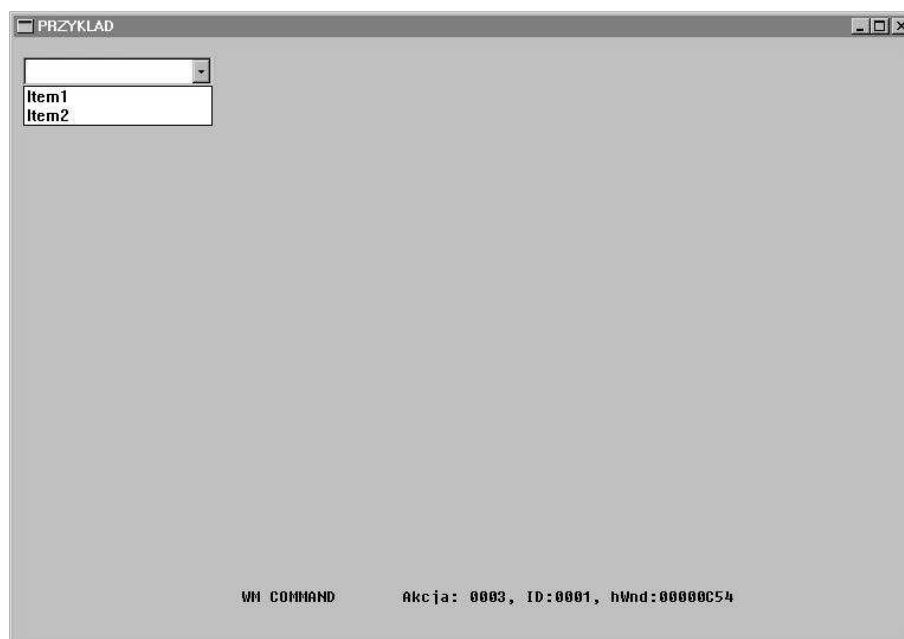 PRZYKLAD
Item1
Item2
WM COMMAND Akcja: 0003, ID:0001, hWnd:00000C54